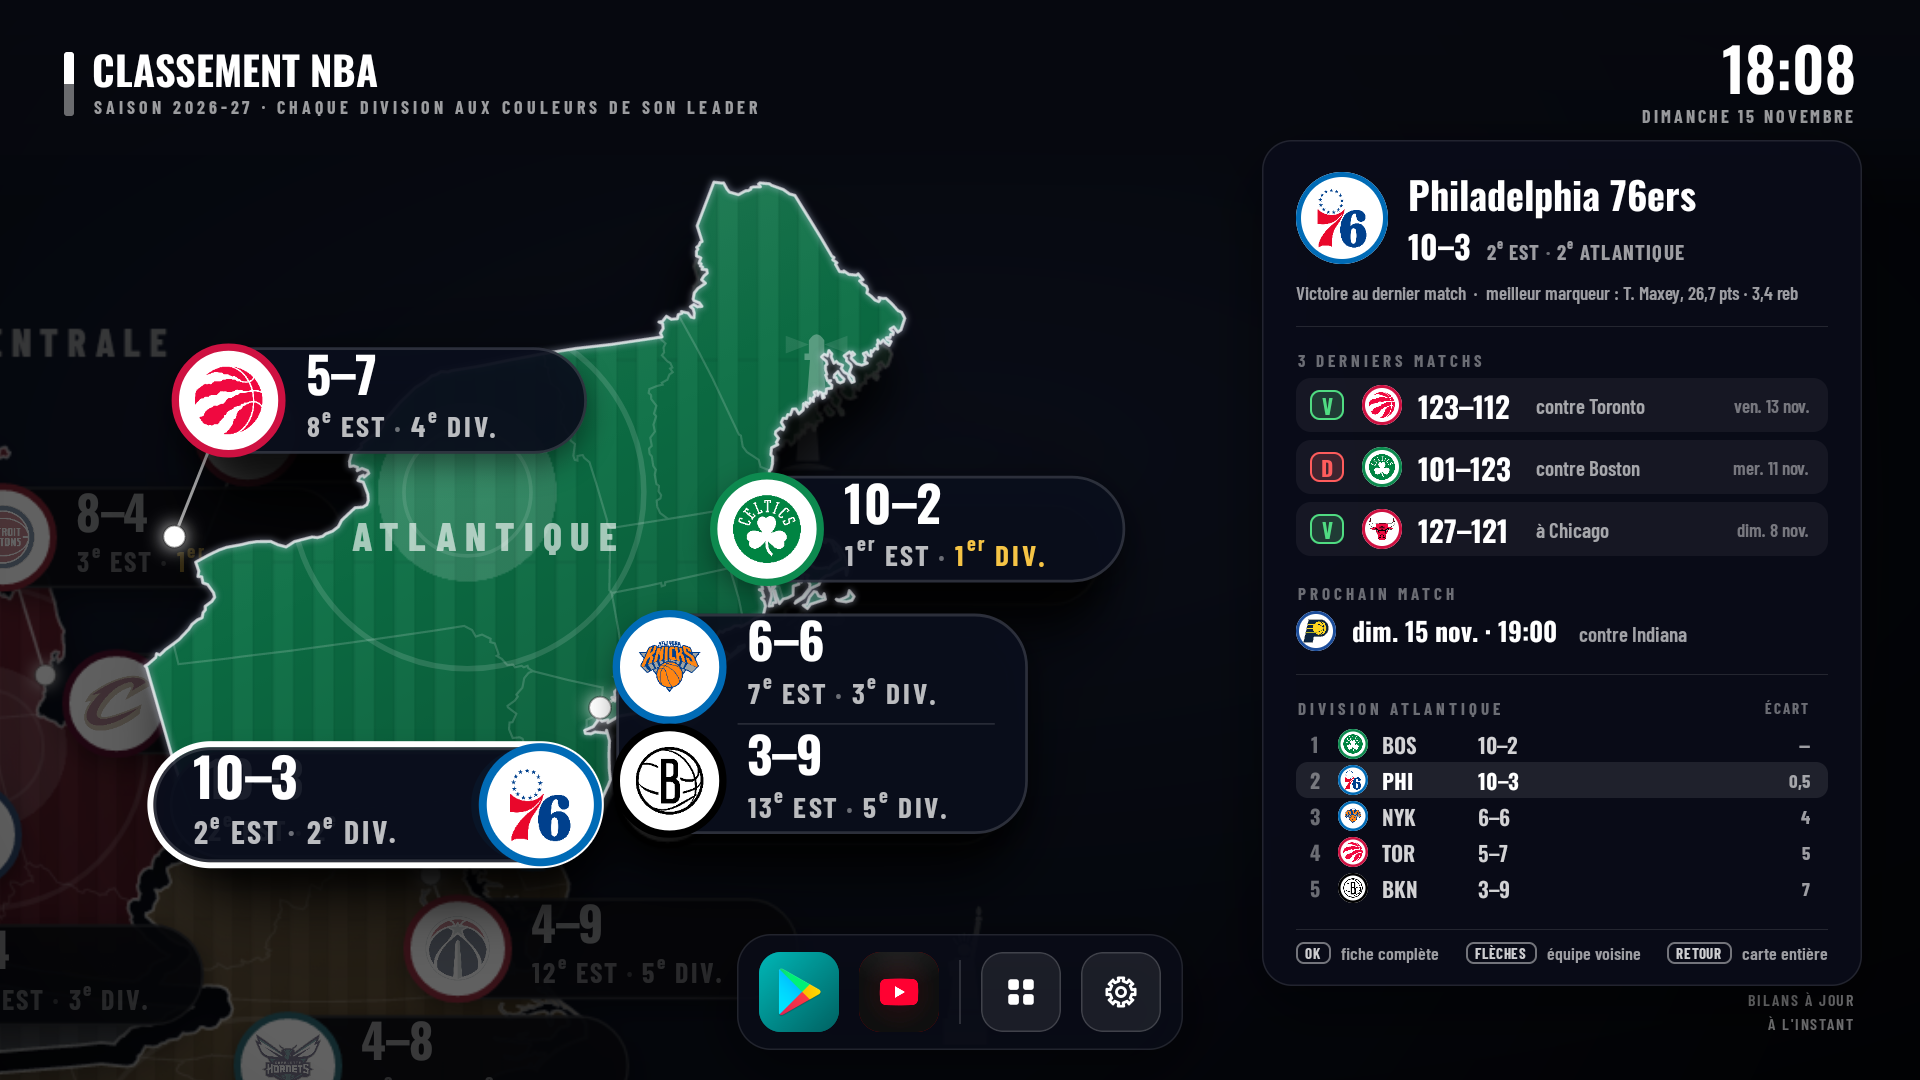 CLASSEMENT NBA
SAISON 2026-27 · CHAQUE DIVISION AUX COULEURS DE SON LEADER
18:08
DIMANCHE 15 NOVEMBRE
ENTRALE
5–7
8e EST · 4e DIV.
8–4
3e EST · 1er
ATLANTIQUE
CELTICS
10–2
1er EST · 1er DIV.
KNICKS
6–6
7e EST · 3e DIV.
B
3–9
13e EST · 5e DIV.
10–3
2e EST · 2e DIV.
76
4–9
12e EST · 5e DIV.
4
EST · 3e DIV.
HORNETS
4–8
76
Philadelphia 76ers
10–3 2e EST · 2e ATLANTIQUE
Victoire au dernier match · meilleur marqueur : T. Maxey, 26,7 pts · 3,4 reb
3 DERNIERS MATCHS
V 123–112 contre Toronto ven. 13 nov.
D 101–123 contre Boston mer. 11 nov.
V 127–121 à Chicago dim. 8 nov.
PROCHAIN MATCH
dim. 15 nov. · 19:00 contre Indiana
DIVISION ATLANTIQUE ÉCART
1 BOS 10–2 –
2 PHI 10–3 0,5
3 NYK 6–6 4
4 TOR 5–7 5
5 BKN 3–9 7
OK fiche complète FLÈCHES équipe voisine RETOUR carte entière
BILANS À JOUR
À L'INSTANT